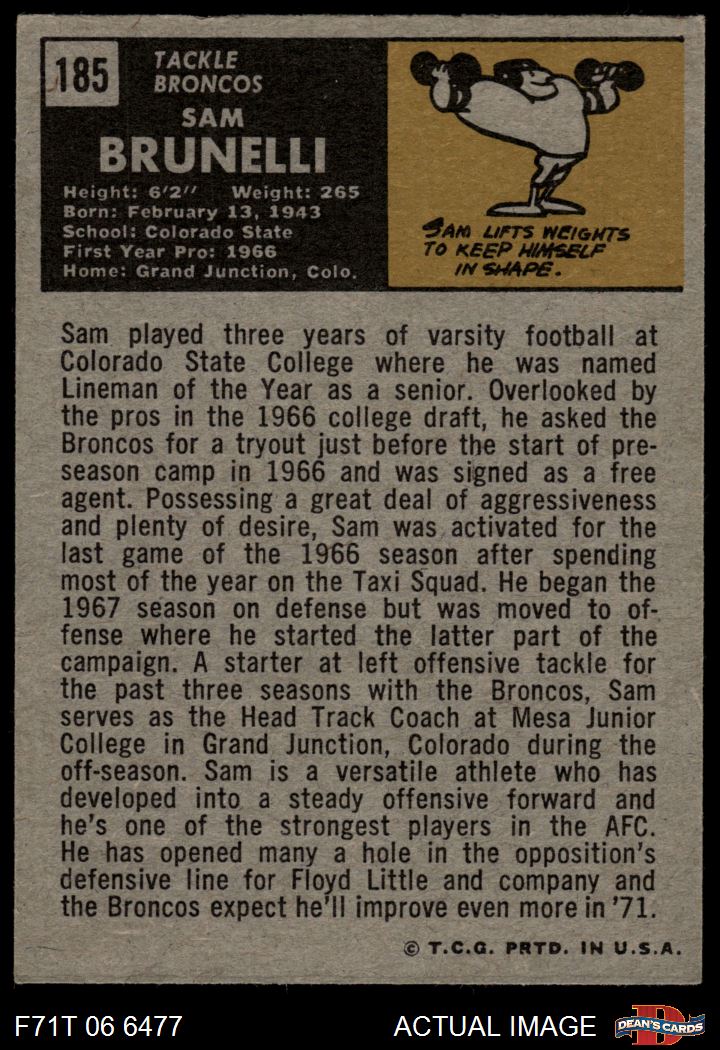 185
TACKLE
BRONCOS
SAM
BRUNELLI
Height: 6'2" Weight: 265
Born: February 13, 1943
School: Colorado State
First Year Pro: 1966
Home: Grand Junction, Colo.
SAM LIFTS WEIGHTS
TO KEEP HIMSELF
IN SHAPE.
Sam played three years of varsity football at
Colorado State College where he was named
Lineman of the Year as a senior. Overlooked by
the pros in the 1966 college draft, he asked the
Broncos for a tryout just before the start of pre-
season camp in 1966 and was signed as a free
agent. Possessing a great deal of aggressiveness
and plenty of desire, Sam was activated for the
last game of the 1966 season after spending
most of the year on the Taxi Squad. He began the
1967 season on defense but was moved to of-
fense where he started the latter part of the
campaign. A starter at left offensive tackle for
the past three seasons with the Broncos, Sam
serves as the Head Track Coach at Mesa Junior
College in Grand Junction, Colorado during the
off-season. Sam is a versatile athlete who has
developed into a steady offensive forward and
he's one of the strongest players in the AFC.
He has opened many a hole in the opposition's
defensive line for Floyd Little and company and
the Broncos expect he'll improve even more in '71.
© T.C.G. PRTD. IN U.S.A.
F71T 06 6477
ACTUAL IMAGE
D
DEAN'S CARDS